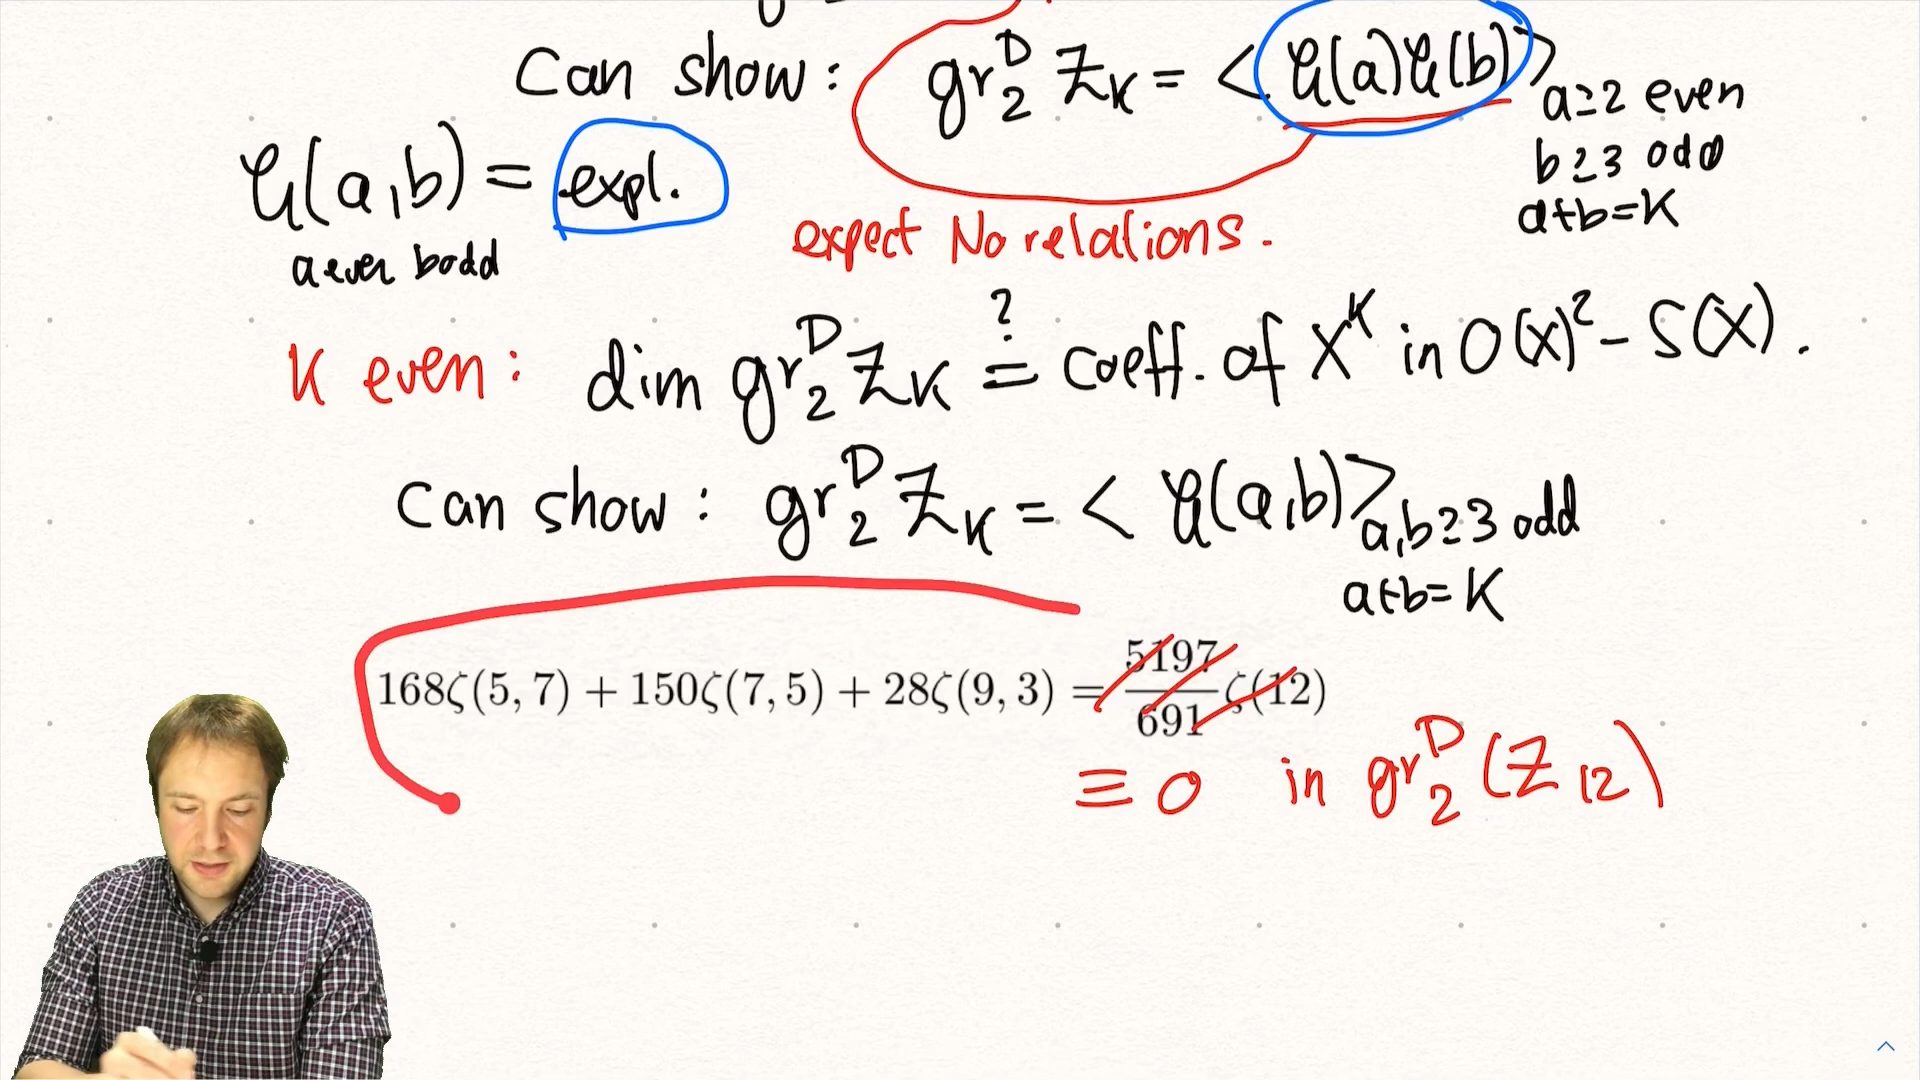 Can show: gr₂ᴰ Z_K = < ζ(a)ζ(b) > a≥2 even
b≥3 odd
a+b=K
ζ(a,b) = expl.
a even b odd
expect No relations.
K even: dim gr₂ᴰ Z_K ?= coeff. of X^K in O(X)² - S(X).
Can show: gr₂ᴰ Z_K = < ζ(a,b) > a,b≥3 odd
a+b=K
168ζ(5, 7) + 150ζ(7, 5) + 28ζ(9, 3) = 5197/691 ζ(12)
≡ 0 in gr₂ᴰ (Z₁₂)